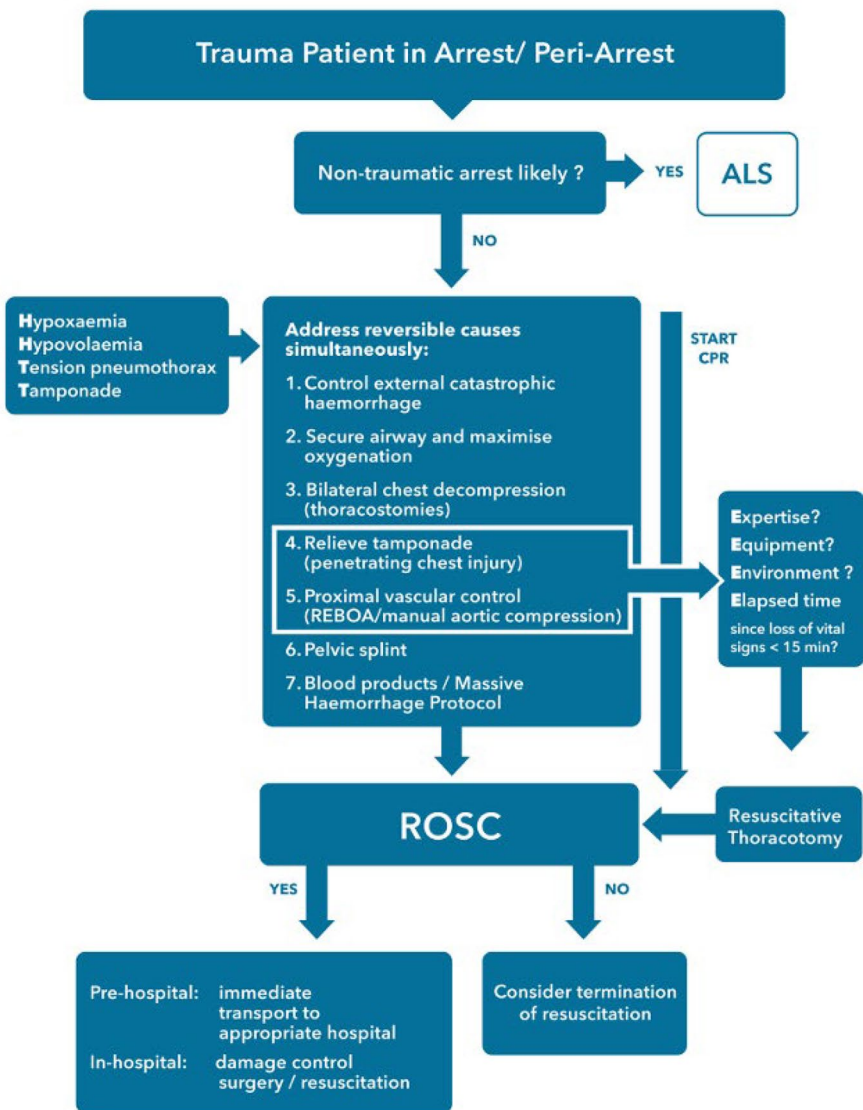 Trauma Patient in Arrest/ Peri-Arrest
Non-traumatic arrest likely ?
YES
ALS
NO
Hypoxaemia
Hypovolaemia
Tension pneumothorax
Tamponade
Address reversible causes
simultaneously:
1. Control external catastrophic
haemorrhage
2. Secure airway and maximise
oxygenation
3. Bilateral chest decompression
(thoracostomies)
4. Relieve tamponade
(penetrating chest injury)
5. Proximal vascular control
(REBOA/manual aortic compression)
6. Pelvic splint
7. Blood products / Massive
Haemorrhage Protocol
START
CPR
Expertise?
Equipment?
Environment ?
Elapsed time
since loss of vital
signs < 15 min?
Resuscitative
Thoracotomy
ROSC
YES
NO
Pre-hospital: immediate
transport to
appropriate hospital
In-hospital: damage control
surgery / resuscitation
Consider termination
of resuscitation